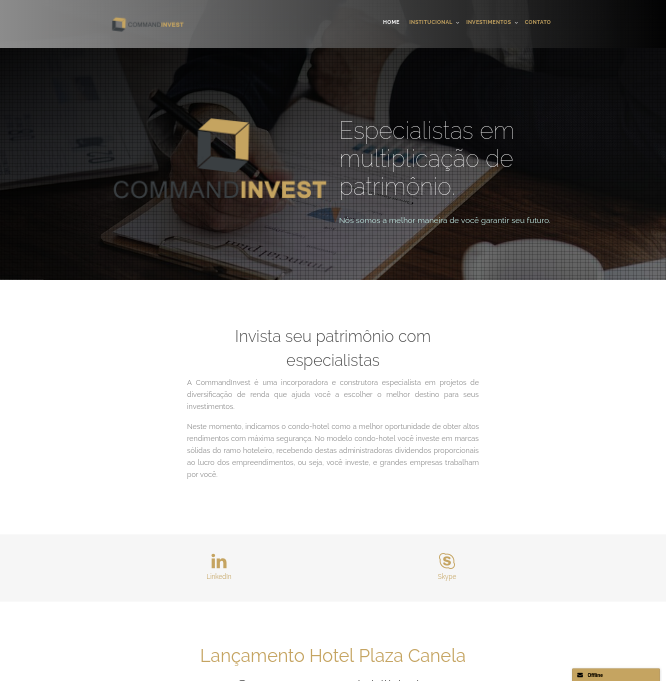 COMMANDINVEST
HOME INSTITUCIONAL INVESTIMENTOS CONTATO
COMMANDINVEST
Especialistas em
multiplicação de
patrimônio.
Nós somos a melhor maneira de você garantir seu futuro.
Invista seu patrimônio com
especialistas
A CommandInvest é uma incorporadora e construtora especialista em projetos de
diversificação de renda que ajuda você a escolher o melhor destino para seus
investimentos.
Neste momento, indicamos o condo-hotel como a melhor oportunidade de obter altos
rendimentos com máxima segurança. No modelo condo-hotel você investe em marcas
sólidas do ramo hoteleiro, recebendo destas administradoras dividendos proporcionais
ao lucro dos empreendimentos, ou seja, você investe, e grandes empresas trabalham
por você.
LinkedIn
Skype
Lançamento Hotel Plaza Canela
Offline